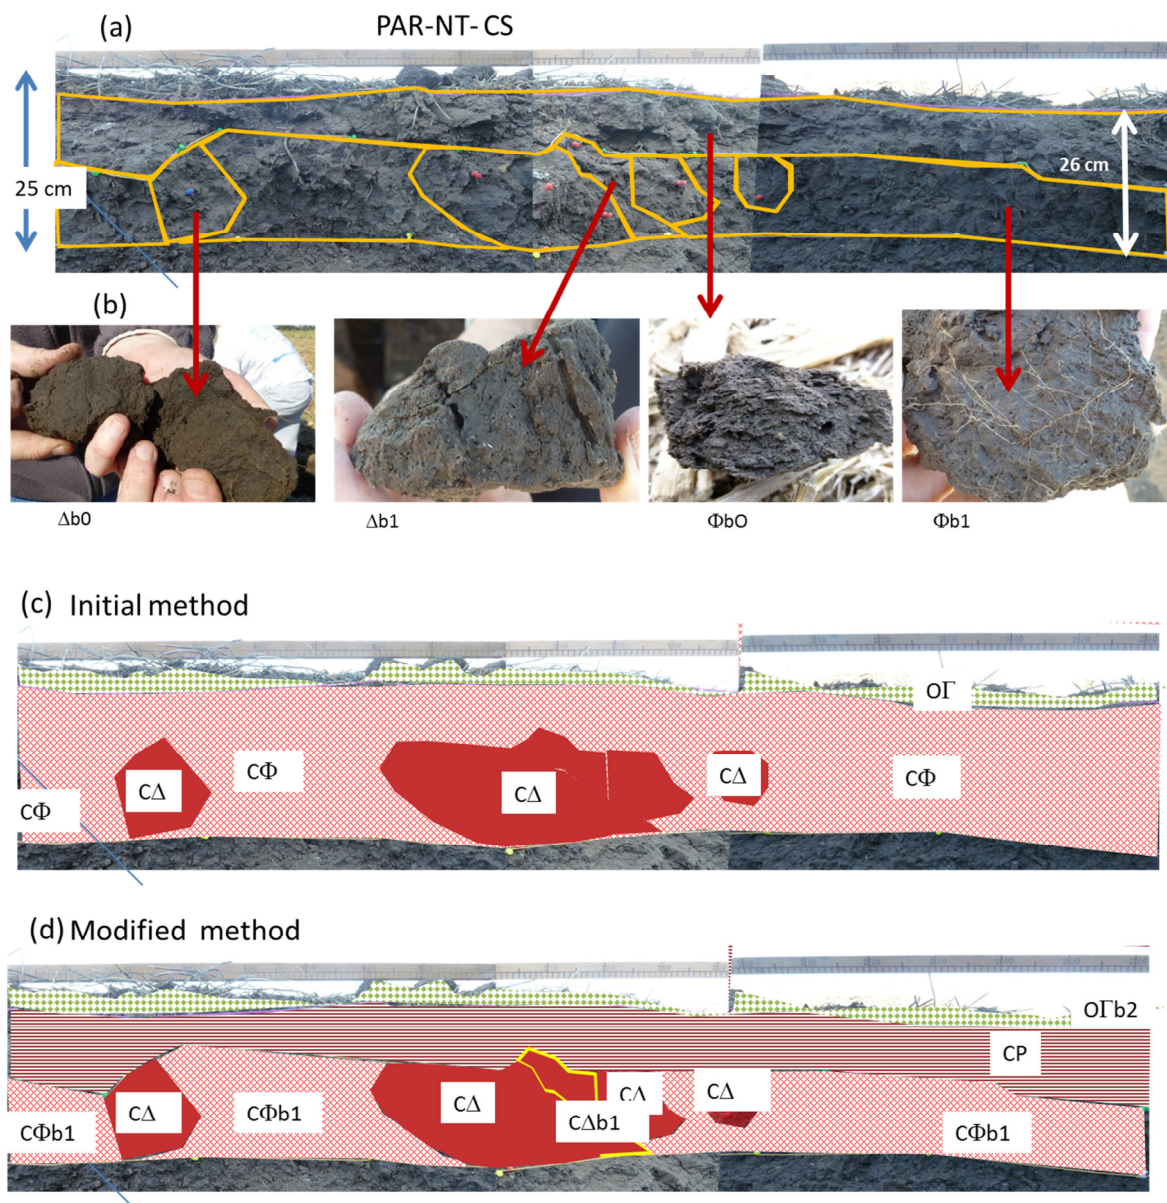 (a)
PAR-NT- CS
25 cm
26 cm
(b)
Δb0
Δb1
ΦbO
Φb1
(c) Initial method
OΓ
CΦ
CΔ
CΦ
CΔ
CΔ
CΦ
(d) Modified method
OΓb2
CP
CΦb1
CΔ
CΦb1
CΔ
CΔb1
CΔ
CΔ
CΦb1